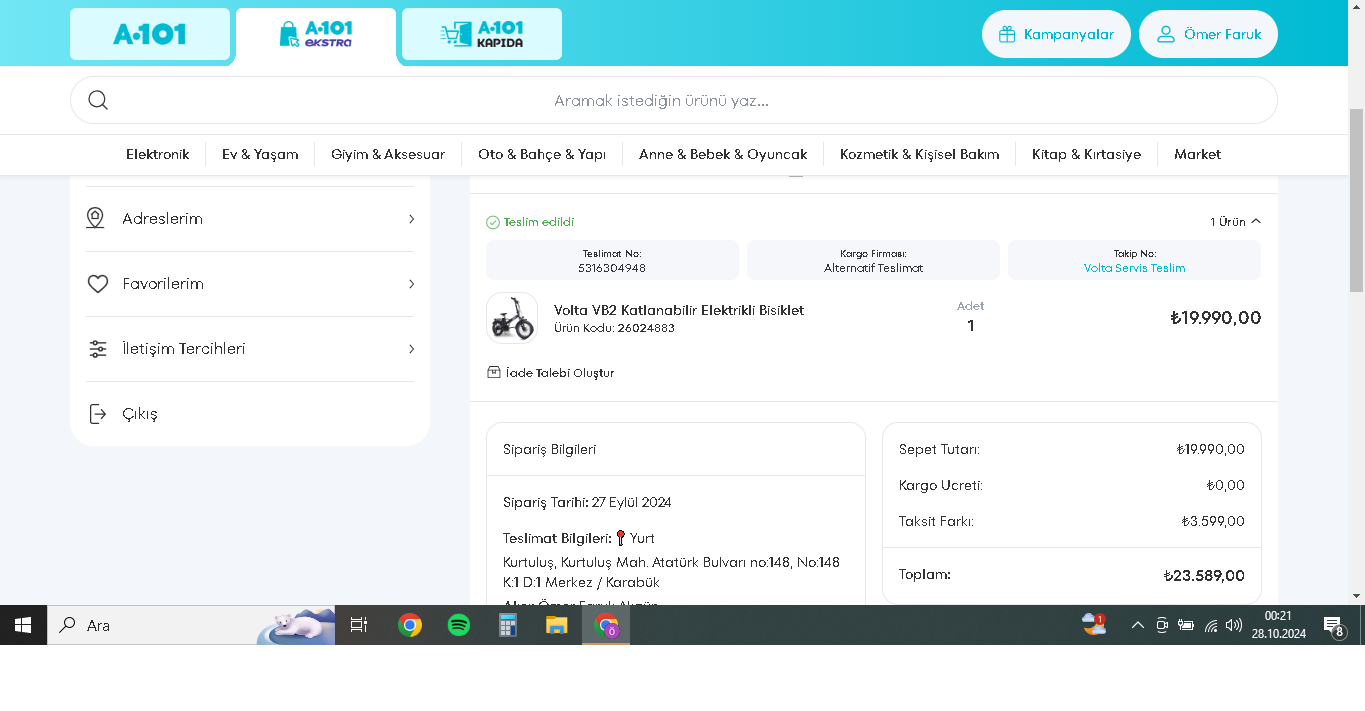 A·101
A·101
EKSTRA
A·101
KAPIDA
Kampanyalar
Ömer Faruk
Aramak istediğin ürünü yaz...
Elektronik
Ev & Yaşam
Giyim & Aksesuar
Oto & Bahçe & Yapı
Anne & Bebek & Oyuncak
Kozmetik & Kişisel Bakım
Kitap & Kırtasiye
Market
Adreslerim
Favorilerim
İletişim Tercihleri
Çıkış
Teslim edildi
1 Ürün
Teslimat No:
5316304948
Kargo Firması:
Alternatif Teslimat
Takip No:
Volta Servis Teslim
Volta VB2 Katlanabilir Elektrikli Bisiklet
Ürün Kodu: 26024883
Adet
1
₺19.990,00
İade Talebi Oluştur
Sipariş Bilgileri
Sipariş Tarihi: 27 Eylül 2024
Teslimat Bilgileri: Yurt
Kurtuluş, Kurtuluş Mah. Atatürk Bulvarı no:148, No:148
K:1 D:1 Merkez / Karabük
Sepet Tutarı: ₺19.990,00
Kargo Ücreti: ₺0,00
Taksit Farkı: ₺3.599,00
Toplam: ₺23.589,00
Ara
Ö
1
00:21
28.10.2024
8